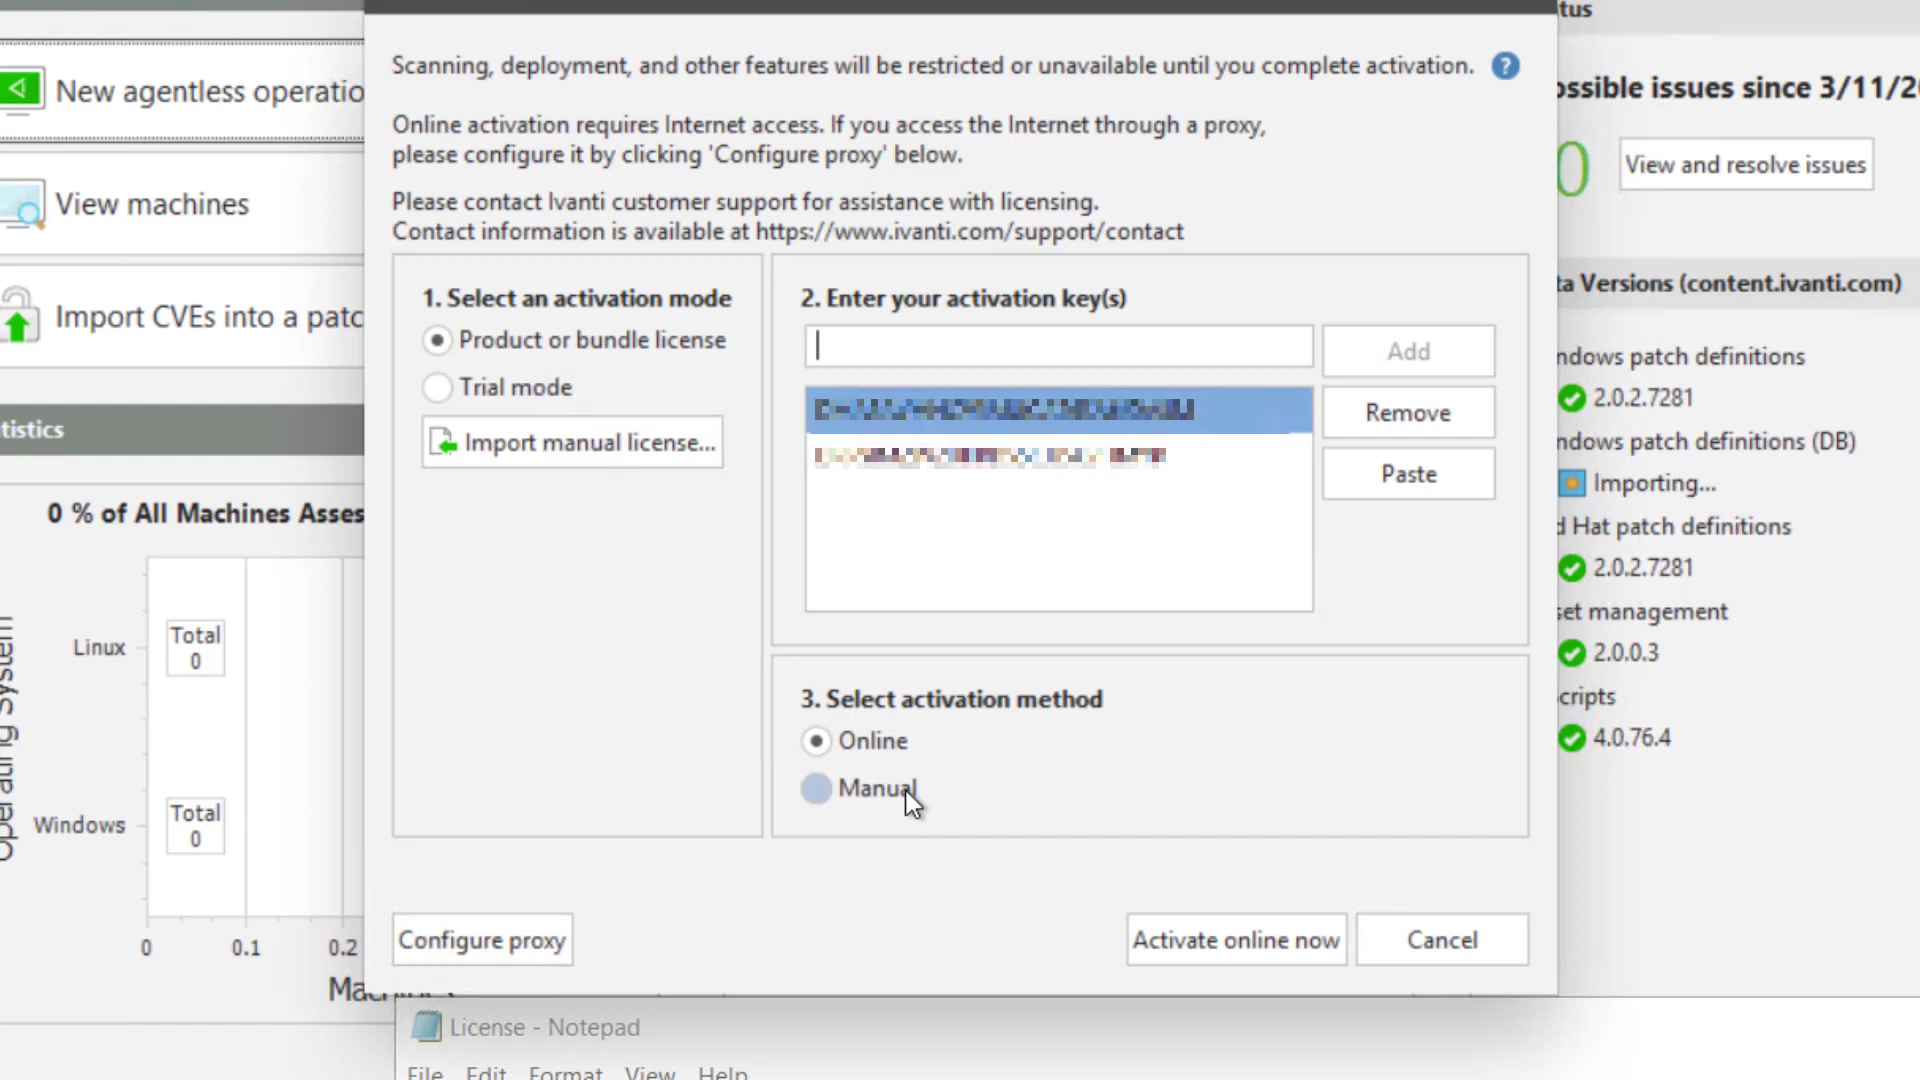 tus
Scanning, deployment, and other features will be restricted or unavailable until you complete activation.
?
New agentless operatio
ossible issues since 3/11/20
Online activation requires Internet access. If you access the Internet through a proxy,
please configure it by clicking 'Configure proxy' below.
0
View and resolve issues
View machines
Please contact Ivanti customer support for assistance with licensing.
Contact information is available at https://www.ivanti.com/support/contact
ta Versions (content.ivanti.com)
1. Select an activation mode
2. Enter your activation key(s)
Import CVEs into a patc
Product or bundle license
Add
ndows patch definitions
Trial mode
2.0.2.7281
Remove
tistics
Import manual license...
ndows patch definitions (DB)
Paste
Importing...
0 % of All Machines Asses
d Hat patch definitions
2.0.2.7281
set management
Linux
Total
0
2.0.0.3
3. Select activation method
cripts
Online
4.0.76.4
Manual
Operating System
Windows
Total
0
Configure proxy
Activate online now
Cancel
0
0.1
0.2
License - Notepad
File
Edit
Format
View
Help